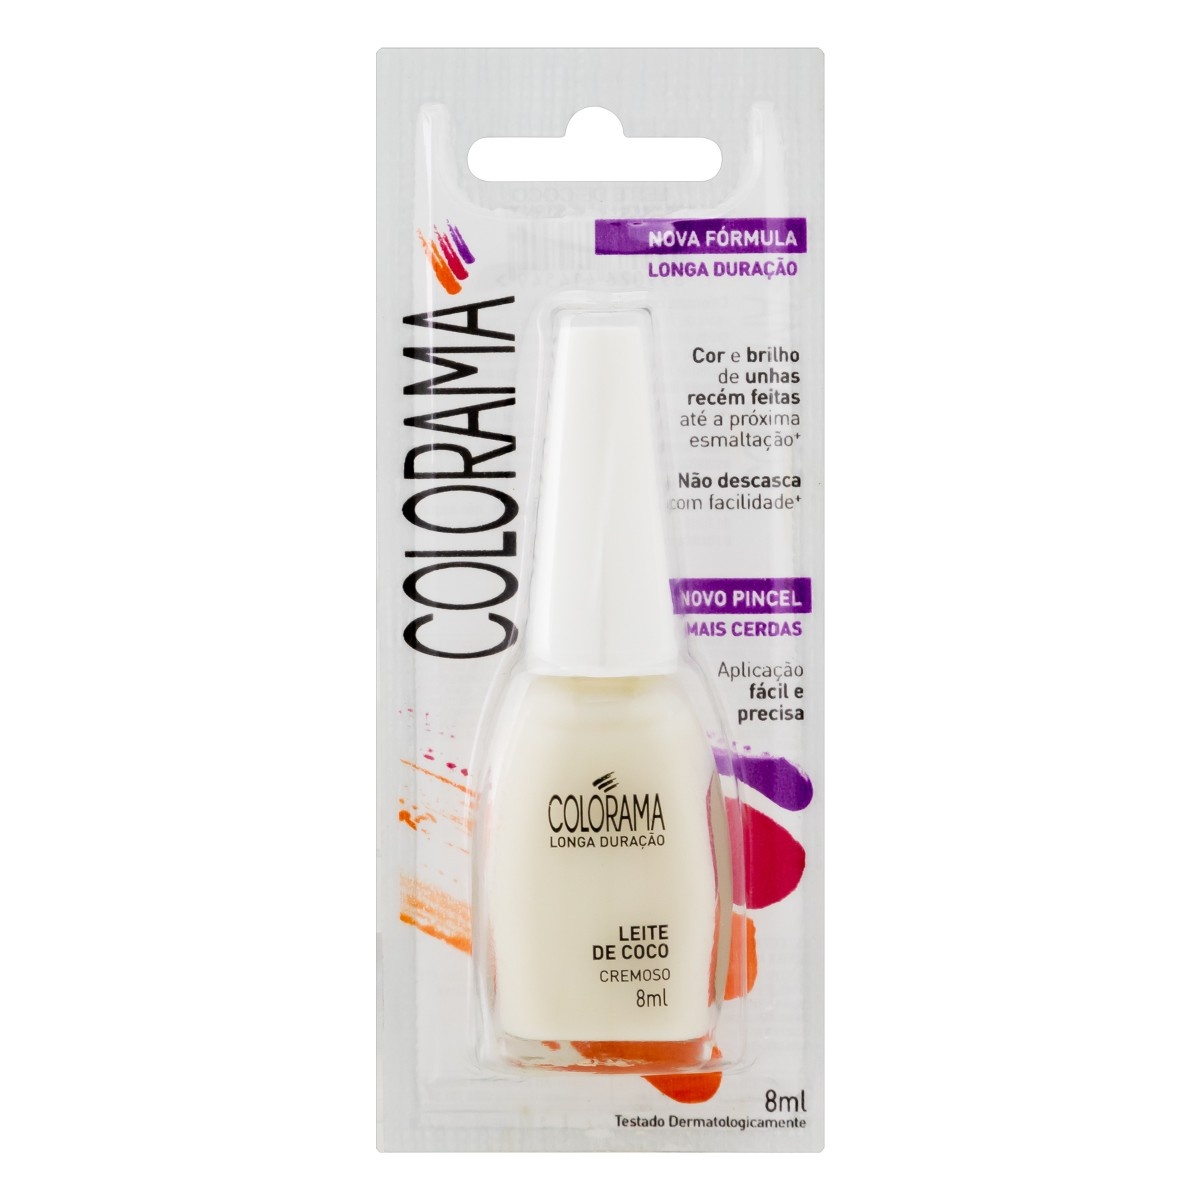 COLORAMA
NOVA FÓRMULA
LONGA DURAÇÃO
Cor e brilho
de unhas
recém feitas
até a próxima
esmaltação⁺
Não descasca
com facilidade⁺
NOVO PINCEL
MAIS CERDAS
Aplicação
fácil e
precisa
COLORAMA
LONGA DURAÇÃO
LEITE
DE COCO
CREMOSO
8ml
8ml
Testado Dermatologicamente